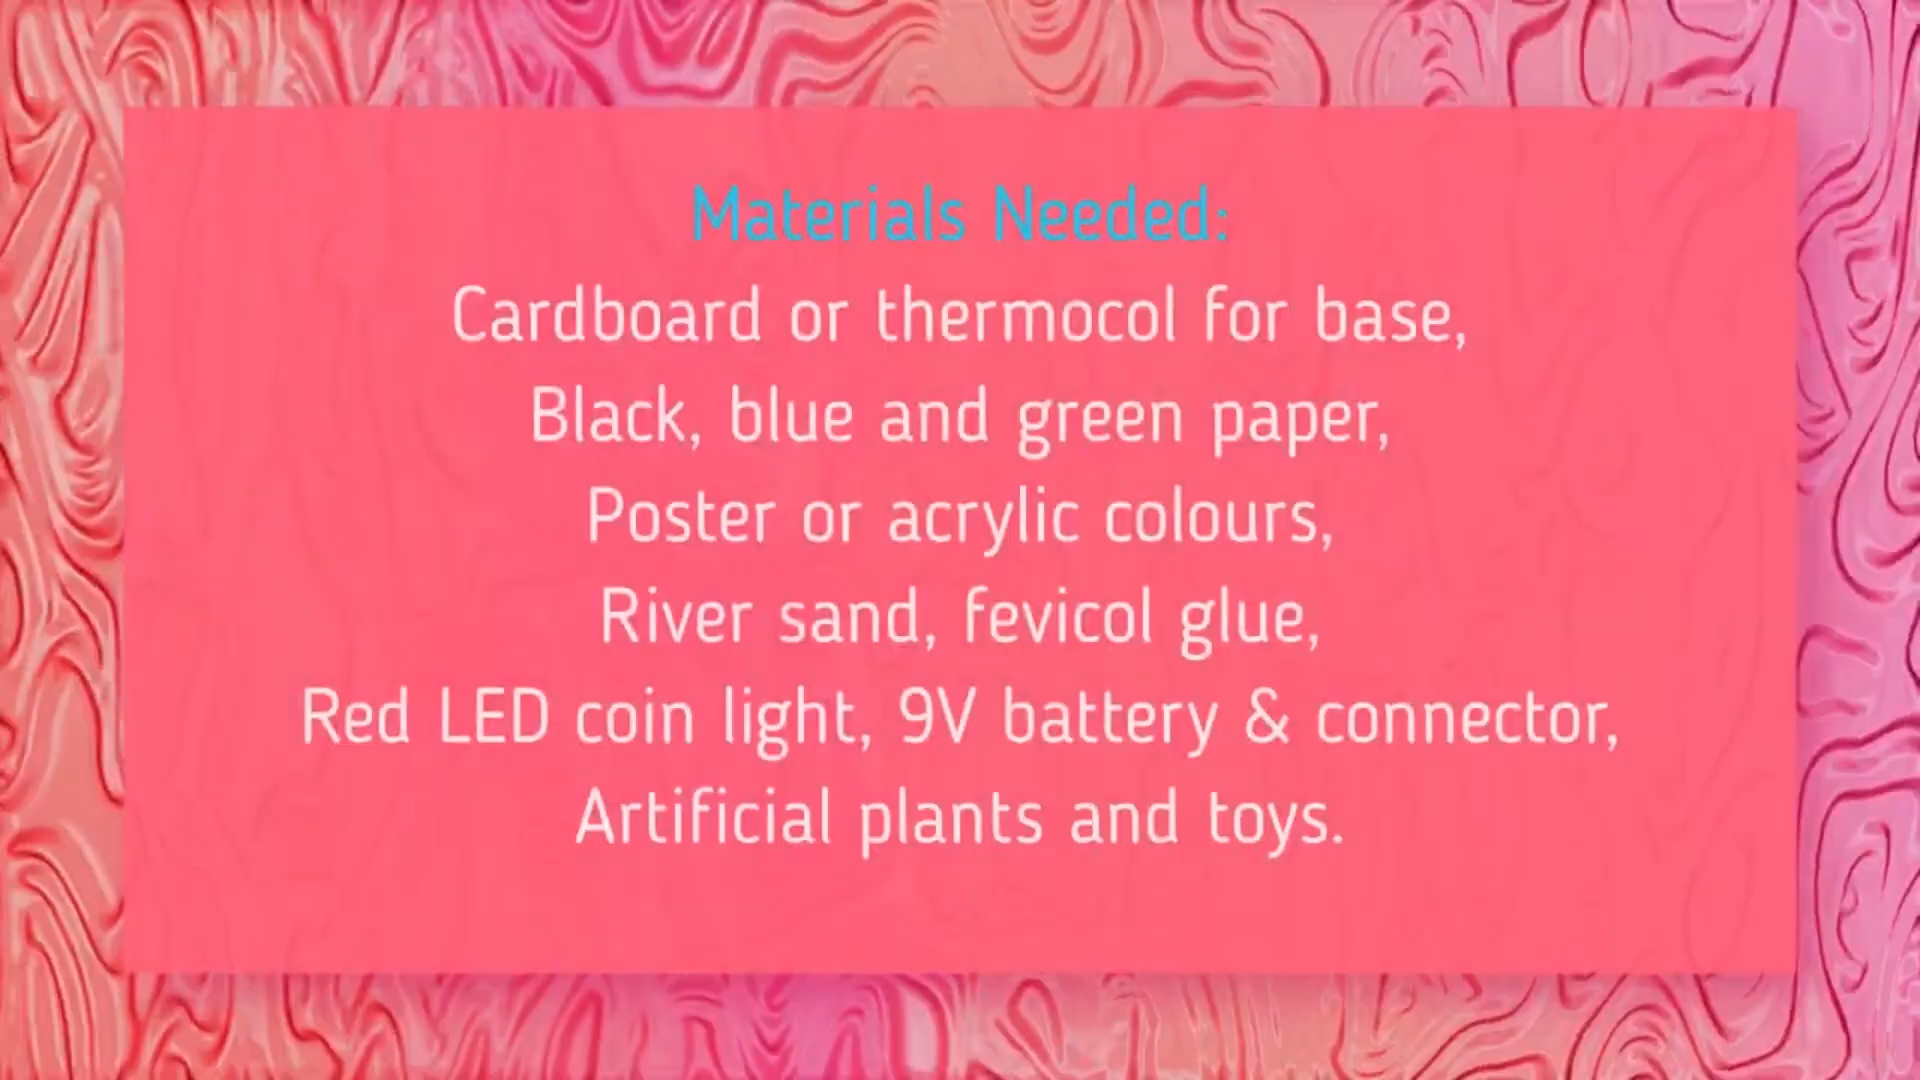 Materials Needed:
Cardboard or thermocol for base,
Black, blue and green paper,
Poster or acrylic colours,
River sand, fevicol glue,
Red LED coin light, 9V battery & connector,
Artificial plants and toys.